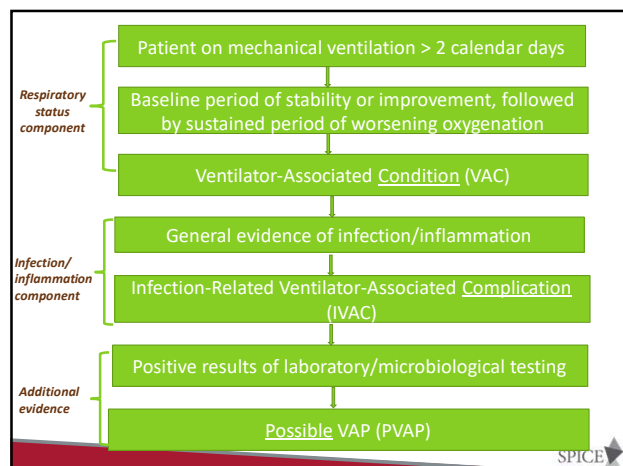 Patient on mechanical ventilation > 2 calendar days
Respiratory
status
component
Baseline period of stability or improvement, followed
by sustained period of worsening oxygenation
Ventilator-Associated Condition (VAC)
General evidence of infection/inflammation
Infection/
inflammation
component
Infection-Related Ventilator-Associated Complication
(IVAC)
Positive results of laboratory/microbiological testing
Additional
evidence
Possible VAP (PVAP)
SPICE